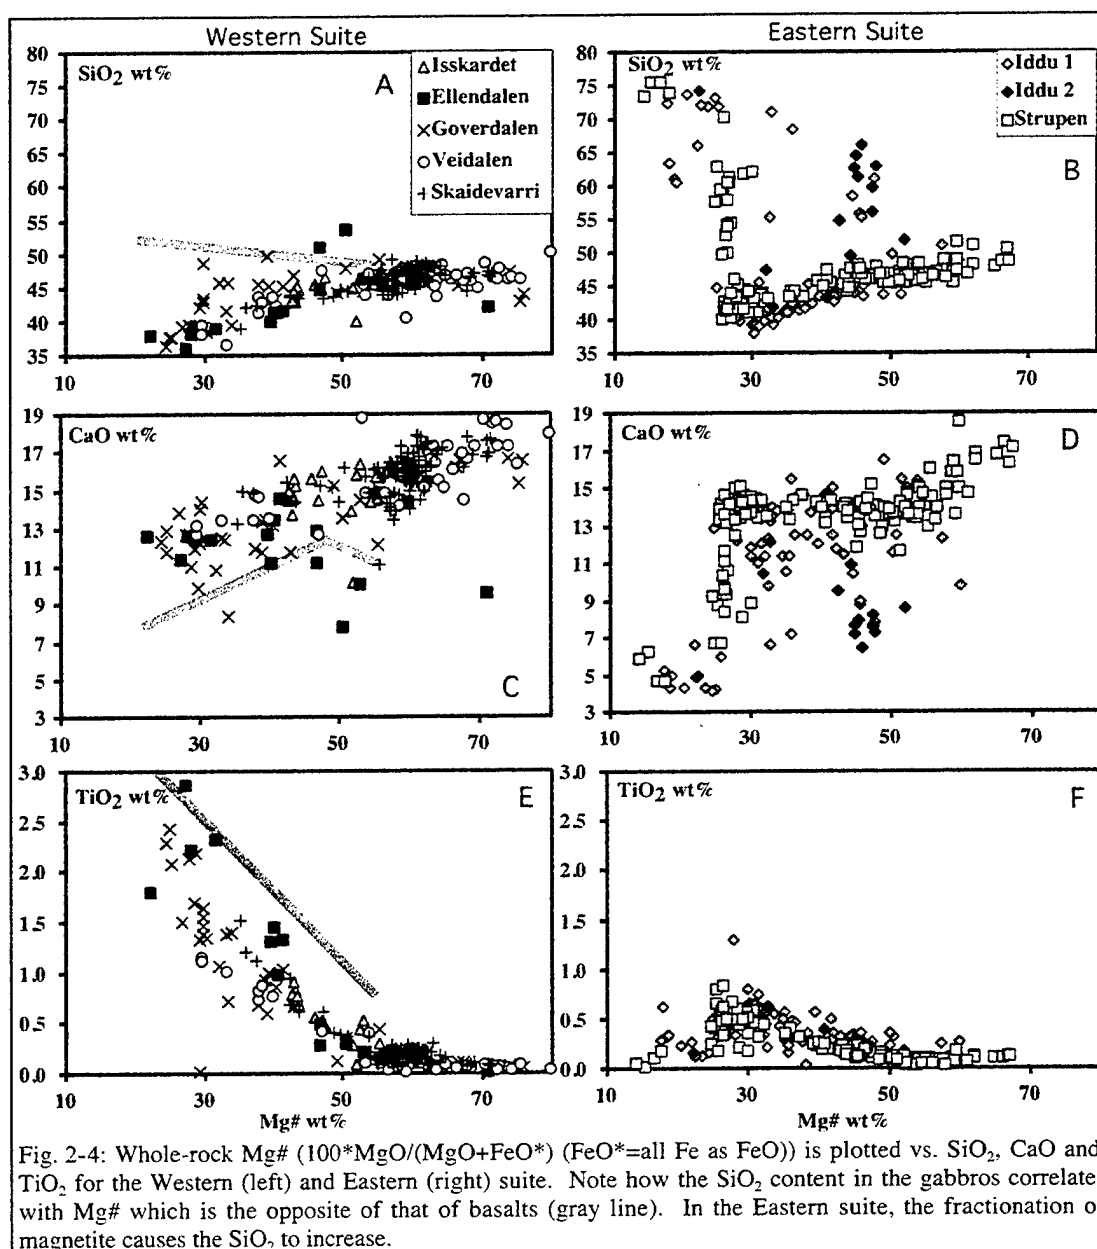 Western Suite
Eastern Suite
SiO2 wt%
A
Isskardet
Ellendalen
Goverdalen
Veidalen
Skaidevarri
80
75
70
65
60
55
50
45
40
35
10
30
50
70
SiO2 wt%
B
Iddu 1
Iddu 2
Strupen
80
75
70
65
60
55
50
45
40
35
10
30
50
70
CaO wt%
C
19
17
15
13
11
9
7
5
3
10
30
50
70
CaO wt%
D
19
17
15
13
11
9
7
5
3
10
30
50
70
TiO2 wt%
E
3.0
2.5
2.0
1.5
1.0
0.5
0.0
10
30
50
70
Mg# wt%
TiO2 wt%
F
3.0
2.5
2.0
1.5
1.0
0.5
0.0
10
30
50
70
Mg# wt%
Fig. 2-4: Whole-rock Mg# (100*MgO/(MgO+FeO*) (FeO*=all Fe as FeO)) is plotted vs. SiO2, CaO and
TiO2 for the Western (left) and Eastern (right) suite. Note how the SiO2 content in the gabbros correlate
with Mg# which is the opposite of that of basalts (gray line). In the Eastern suite, the fractionation o
magnetite causes the SiO2 to increase.